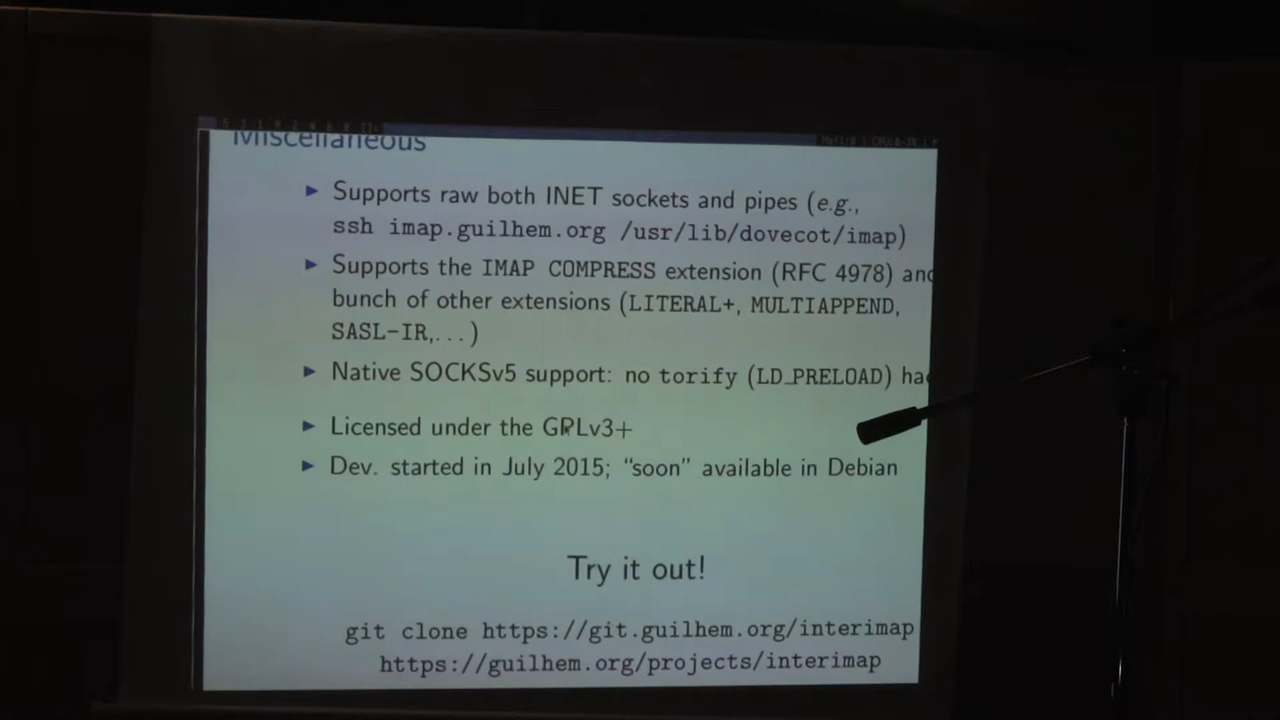 Miscellaneous
▶ Supports raw both INET sockets and pipes (e.g.,
ssh imap.guilhem.org /usr/lib/dovecot/imap)
▶ Supports the IMAP COMPRESS extension (RFC 4978) and
bunch of other extensions (LITERAL+, MULTIAPPEND,
SASL-IR,...)
▶ Native SOCKSv5 support: no torify (LD_PRELOAD)
▶ Licensed under the GPLv3+
▶ Dev. started in July 2015; “soon” available in Debian
Try it out!
git clone https://git.guilhem.org/interimap
https://guilhem.org/projects/interimap